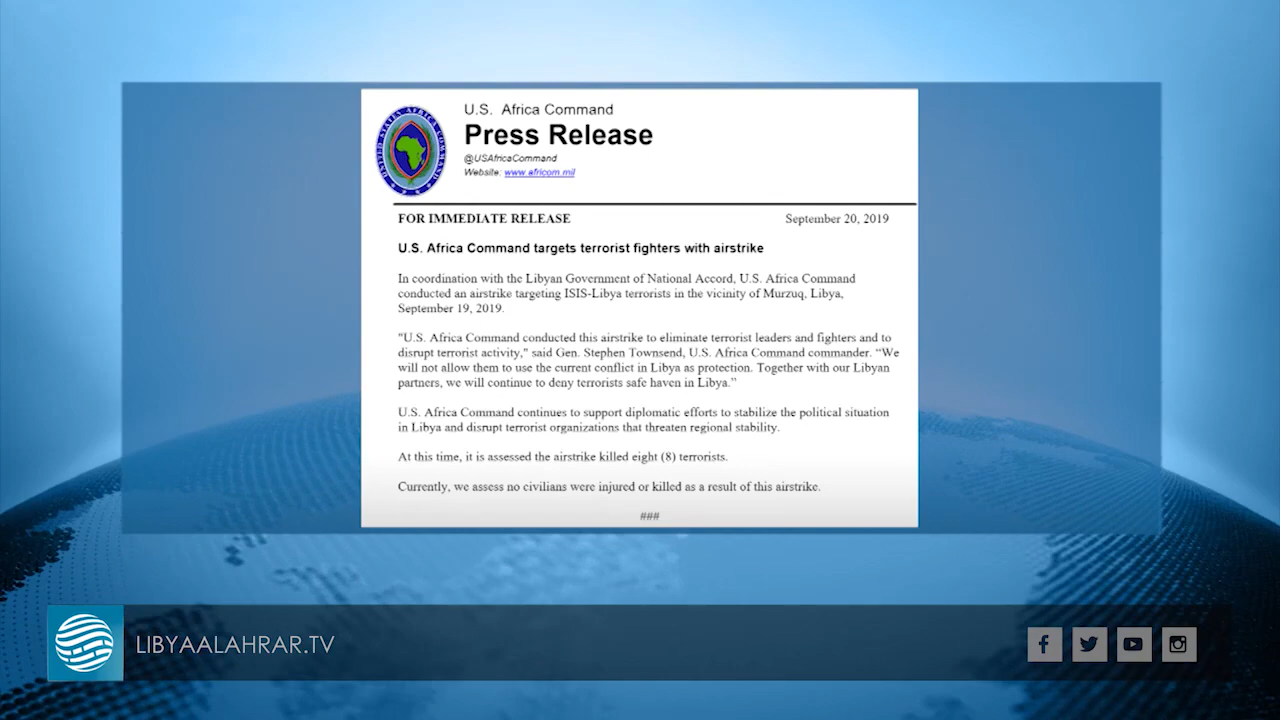 U.S. Africa Command
Press Release
@USAfricaCommand
Website: www.africom.mil
UNITED STATES AFRICA COMMAND
FOR IMMEDIATE RELEASE
September 20, 2019
U.S. Africa Command targets terrorist fighters with airstrike
In coordination with the Libyan Government of National Accord, U.S. Africa Command
conducted an airstrike targeting ISIS-Libya terrorists in the vicinity of Murzuq, Libya,
September 19, 2019.
"U.S. Africa Command conducted this airstrike to eliminate terrorist leaders and fighters and to
disrupt terrorist activity," said Gen. Stephen Townsend, U.S. Africa Command commander. “We
will not allow them to use the current conflict in Libya as protection. Together with our Libyan
partners, we will continue to deny terrorists safe haven in Libya.”
U.S. Africa Command continues to support diplomatic efforts to stabilize the political situation
in Libya and disrupt terrorist organizations that threaten regional stability.
At this time, it is assessed the airstrike killed eight (8) terrorists.
Currently, we assess no civilians were injured or killed as a result of this airstrike.
###
LIBYAALAHRAR.TV